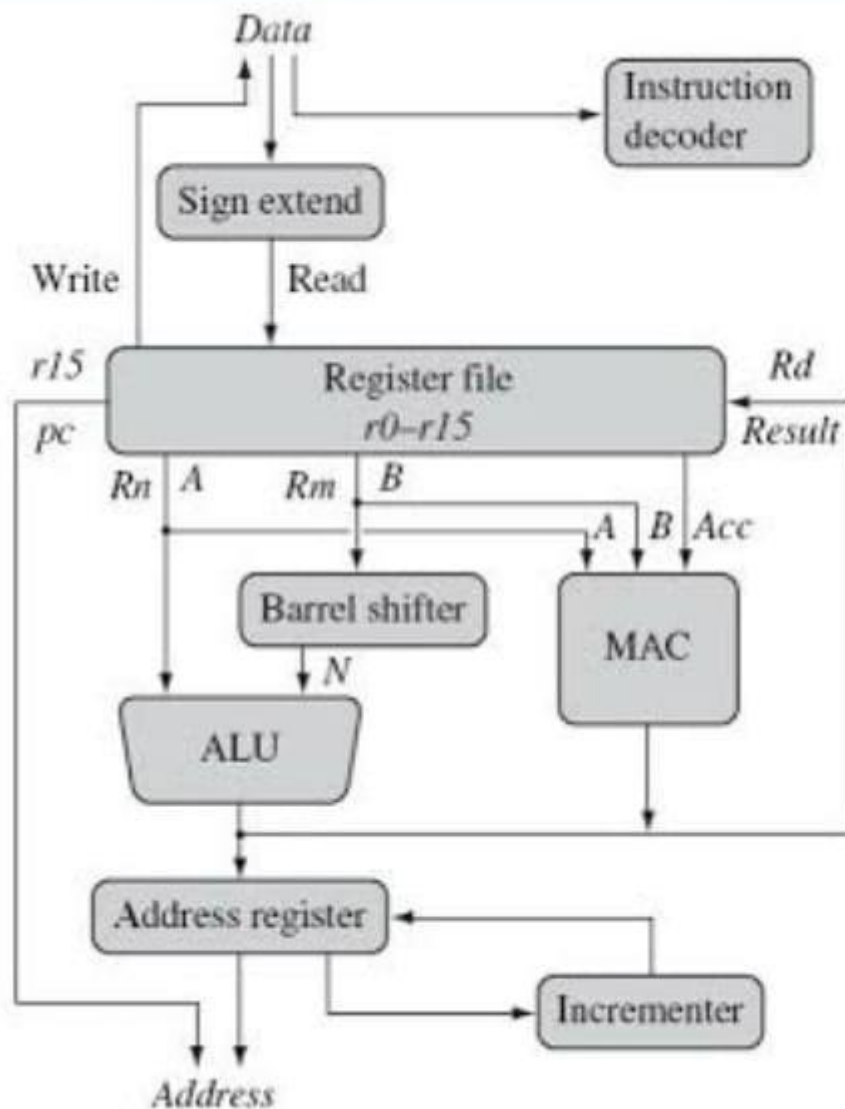 Data
Instruction
decoder
Sign extend
Write
Read
r15
Register file
Rd
pc
r0–r15
Result
Rn
A
Rm
B
A
B
Acc
Barrel shifter
MAC
N
ALU
Address register
Incrementer
Address